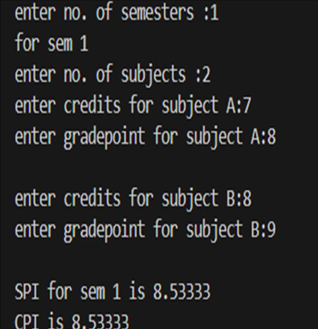 enter no. of semesters :1
for sem 1
enter no. of subjects :2
enter credits for subject A:7
enter gradepoint for subject A:8
enter credits for subject B:8
enter gradepoint for subject B:9
SPI for sem 1 is 8.53333
CPI is 8.53333